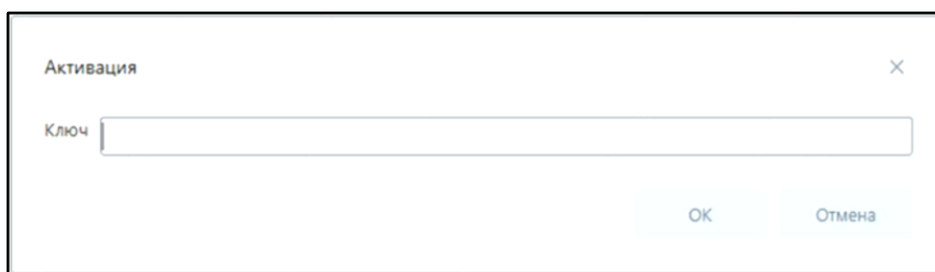 Активация
Ключ
ОК
Отмена